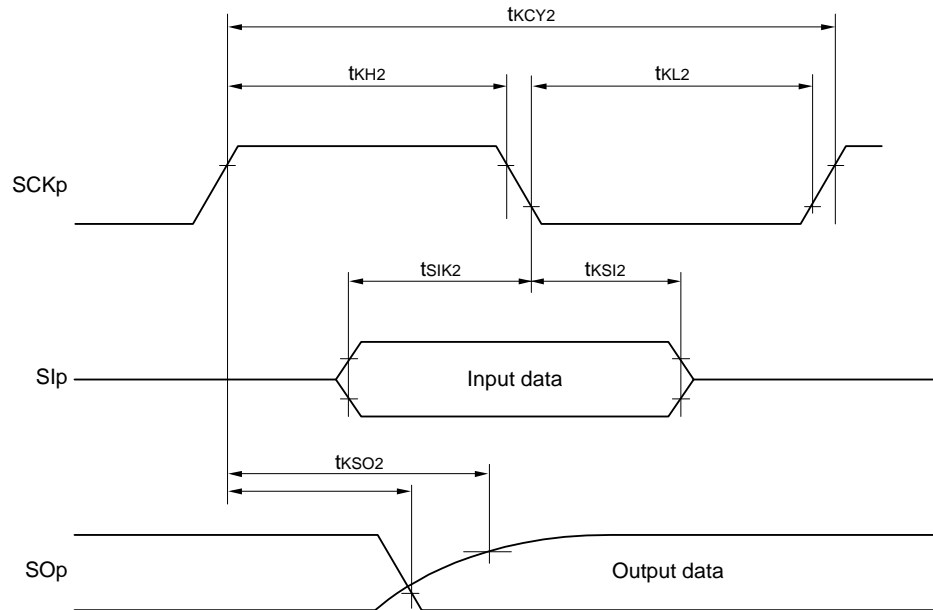 tKCY2
tKH2
tKL2
SCKp
tSIK2
tKSI2
SIp
Input data
tKSO2
SOp
Output data